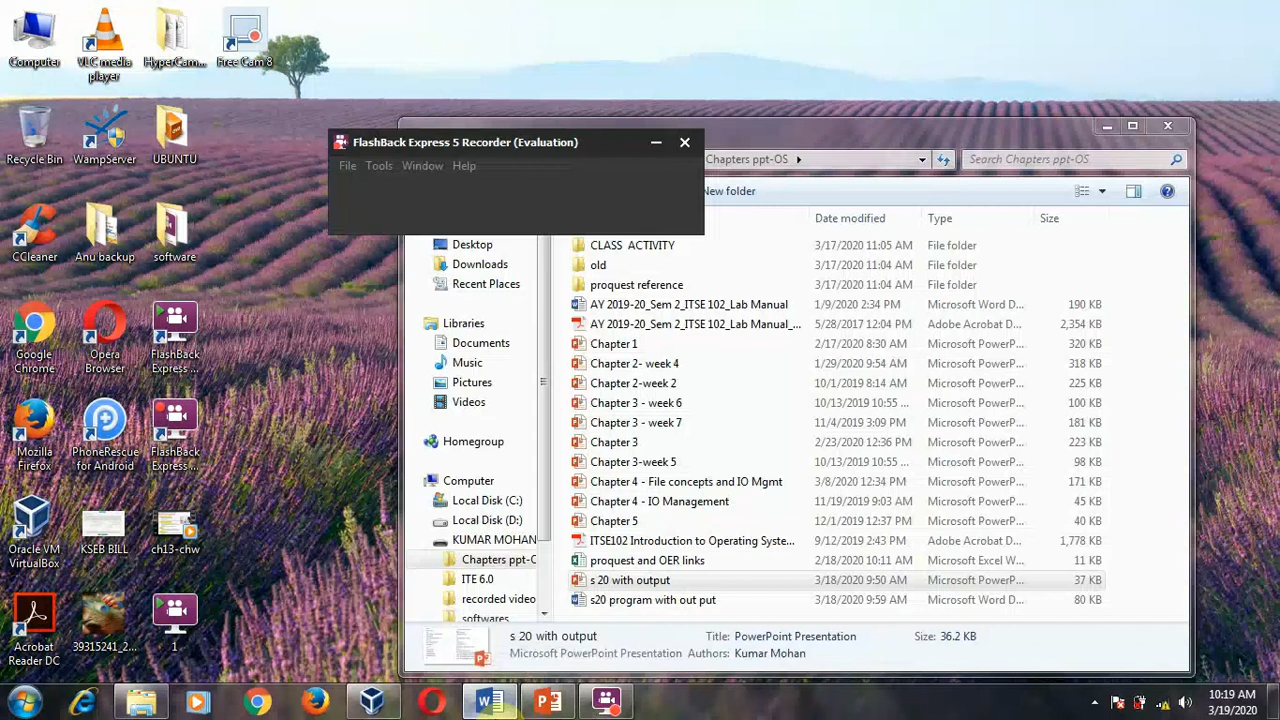 Computer
VLC media
player
HyperCam...
Free Cam 8
Recycle Bin
WampServer
UBUNTU
CCleaner
Anu backup
software
Google
Chrome
Opera
Browser
FlashBack
Express ...
Mozilla
Firefox
PhoneRescue
for Android
FlashBack
Express ...
Oracle VM
VirtualBox
KSEB BILL
ch13-chw
Acrobat
Reader DC
39315241_2...
1
FlashBack Express 5 Recorder (Evaluation)
File Tools Window Help
Chapters ppt-OS
Search Chapters ppt-OS
New folder
Date modified Type Size
Desktop
Downloads
Recent Places
Libraries
Documents
Music
Pictures
Videos
Homegroup
Computer
Local Disk (C:)
Local Disk (D:)
KUMAR MOHAN
Chapters ppt-O
ITE 6.0
recorded video
softwares
CLASS ACTIVITY 3/17/2020 11:05 AM File folder
old 3/17/2020 11:04 AM File folder
proquest reference 3/17/2020 11:04 AM File folder
AY 2019-20_Sem 2_ITSE 102_Lab Manual 1/9/2020 2:34 PM Microsoft Word D... 190 KB
AY 2019-20_Sem 2_ITSE 102_Lab Manual_... 5/28/2017 12:04 PM Adobe Acrobat D... 2,354 KB
Chapter 1 2/17/2020 8:30 AM Microsoft PowerP... 320 KB
Chapter 2- week 4 1/29/2020 9:54 AM Microsoft PowerP... 318 KB
Chapter 2-week 2 10/1/2019 8:14 AM Microsoft PowerP... 225 KB
Chapter 3 - week 6 10/13/2019 10:55 ... Microsoft PowerP... 100 KB
Chapter 3 - week 7 11/4/2019 3:09 PM Microsoft PowerP... 181 KB
Chapter 3 2/23/2020 12:36 PM Microsoft PowerP... 223 KB
Chapter 3-week 5 10/13/2019 10:55 ... Microsoft PowerP... 98 KB
Chapter 4 - File concepts and IO Mgmt 3/8/2020 12:34 PM Microsoft PowerP... 171 KB
Chapter 4 - IO Management 11/19/2019 9:03 AM Microsoft PowerP... 45 KB
Chapter 5 12/1/2019 12:37 PM Microsoft PowerP... 40 KB
ITSE102 Introduction to Operating Syste... 9/12/2019 2:43 PM Adobe Acrobat D... 1,778 KB
proquest and OER links 2/18/2020 10:11 AM Microsoft Excel W... 11 KB
s 20 with output 3/18/2020 9:50 AM Microsoft PowerP... 37 KB
s20 program with out put 3/18/2020 9:59 AM Microsoft Word D... 80 KB
s 20 with output Title: PowerPoint Presentation Size: 36.2 KB
Microsoft PowerPoint Presentation Authors: Kumar Mohan
10:19 AM
3/19/2020